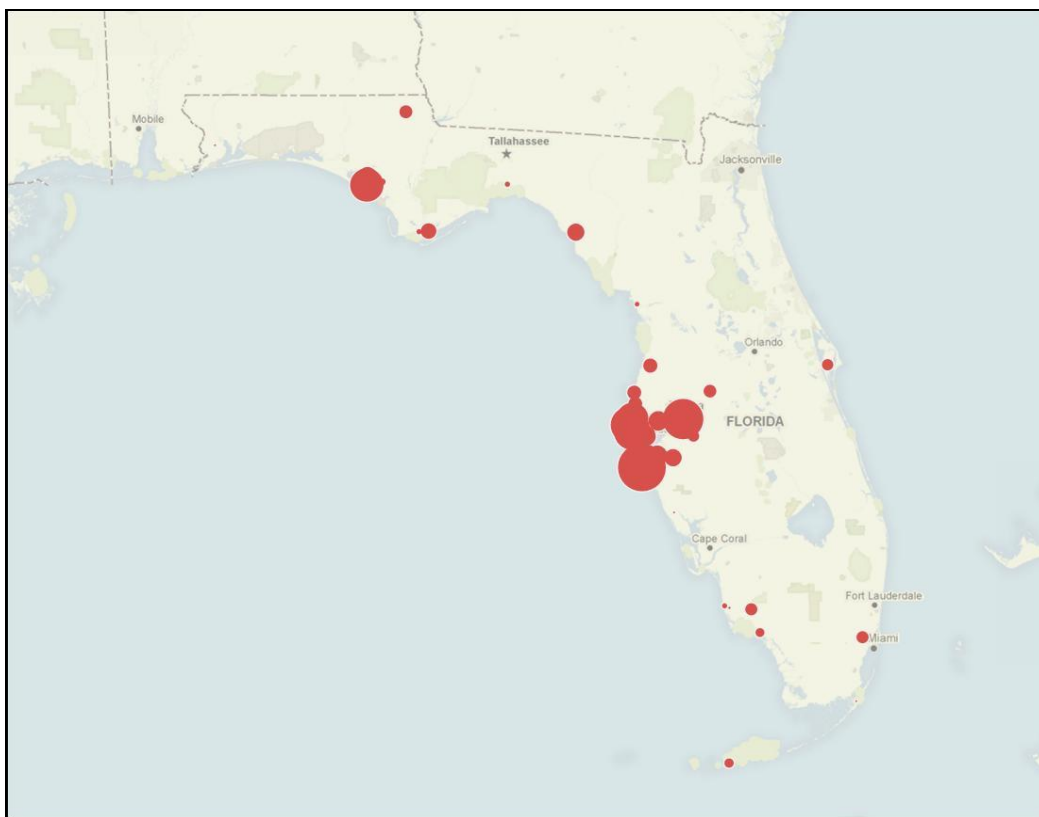 Mobile
Tallahassee
Jacksonville
Orlando
FLORIDA
Cape Coral
Fort Lauderdale
Miami